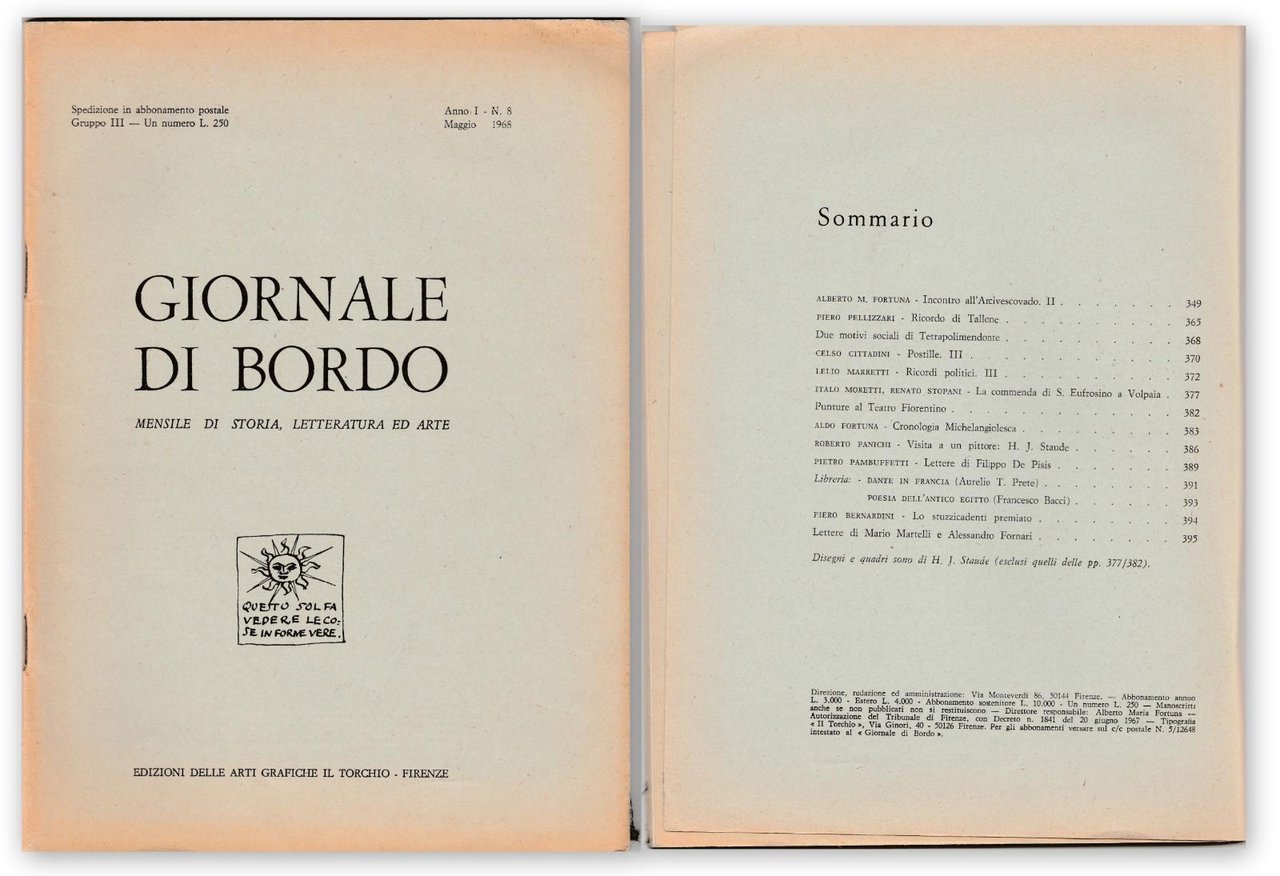 Spedizione in abbonamento postale
Gruppo III — Un numero L. 250
Anno I - N. 8
Maggio 1968
GIORNALE
DI BORDO
MENSILE DI STORIA, LETTERATURA ED ARTE
QUESTO SOL FA
VEDERE LE CO-
SE IN FORME VERE.
EDIZIONI DELLE ARTI GRAFICHE IL TORCHIO - FIRENZE
Sommario
ALBERTO M. FORTUNA - Incontro all'Arcivescovado. II . . . . . . . 349
PIERO PELLIZZARI - Ricordo di Tallone . . . . . . . . . . 365
Due motivi sociali di Tetrapolimendonte . . . . . . . . . . 368
CELSO CITTADINI - Postille. III . . . . . . . . . . . . 370
LELIO MARRETTI - Ricordi politici. III . . . . . . . . . . 372
ITALO MORETTI, RENATO STOPANI - La commenda di S. Eufrosino a Volpaia . 377
Punture al Teatro Fiorentino . . . . . . . . . . . . 382
ALDO FORTUNA - Cronologia Michelangiolesca . . . . . . . . . 383
ROBERTO PANICHI - Visita a un pittore: H. J. Staude . . . . . . 386
PIETRO PAMBUFFETTI - Lettere di Filippo De Pisis . . . . . . . 389
Libreria: - DANTE IN FRANCIA (Aurelio T. Prete) . . . . . . . . 391
POESIA DELL'ANTICO EGITTO (Francesco Bacci) . . . . . . 393
PIERO BERNARDINI - Lo stuzzicadenti premiato . . . . . . . . 394
Lettere di Mario Martelli e Alessandro Fornari . . . . . . . . 395
Disegni e quadri sono di H. J. Staude (esclusi quelli delle pp. 377/382).
Direzione, redazione ed amministrazione: Via Monteverdi 86, 50144 Firenze. — Abbonamento annuo
L. 3.000 - Estero L. 4.000 - Abbonamento sostenitore L. 10.000 - Un numero L. 250 — Manoscritti
anche se non pubblicati non si restituiscono — Direttore responsabile: Alberto Maria Fortuna —
Autorizzazione del Tribunale di Firenze, con Decreto n. 1841 del 20 giugno 1967 — Tipografia
« Il Torchio », Via Ginori, 40 - 50126 Firenze. Per gli abbonamenti versare sul c/c postale N. 5/12648
intestato al « Giornale di Bordo ».